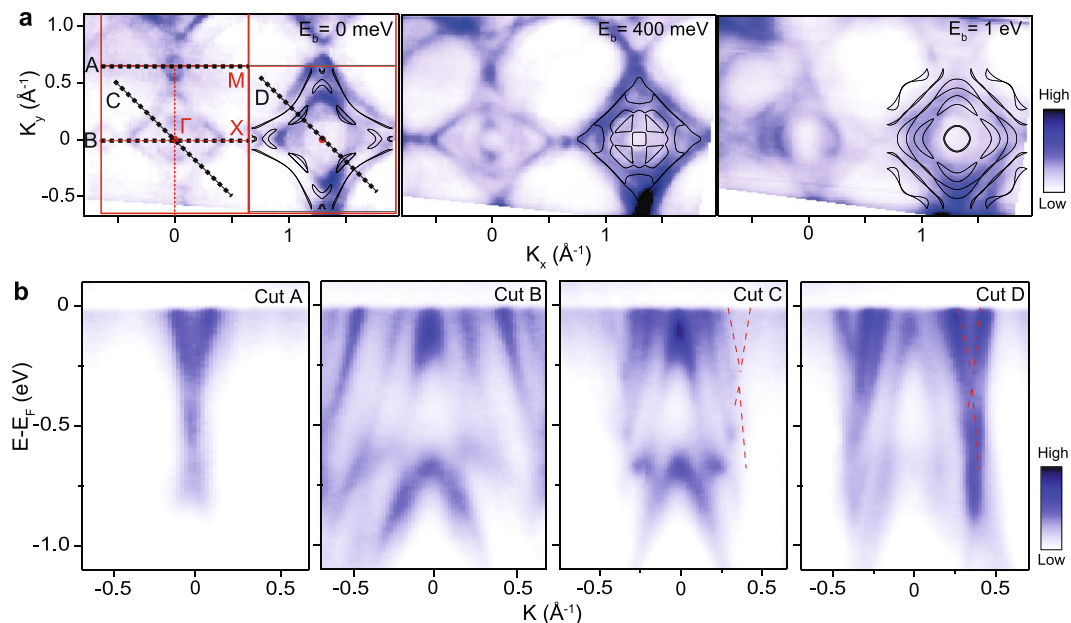 a
E_b = 0 meV
E_b = 400 meV
E_b = 1 eV
K_y (Å⁻¹)
1.0
0.5
0
-0.5
A
C
B
Γ
M
X
D
0
1
0
1
0
1
K_x (Å⁻¹)
High
Low
b
Cut A
Cut B
Cut C
Cut D
E-E_F (eV)
0
-0.5
-1.0
-0.5
0
0.5
-0.5
0
0.5
-0.5
0
0.5
-0.5
0
0.5
K (Å⁻¹)
High
Low